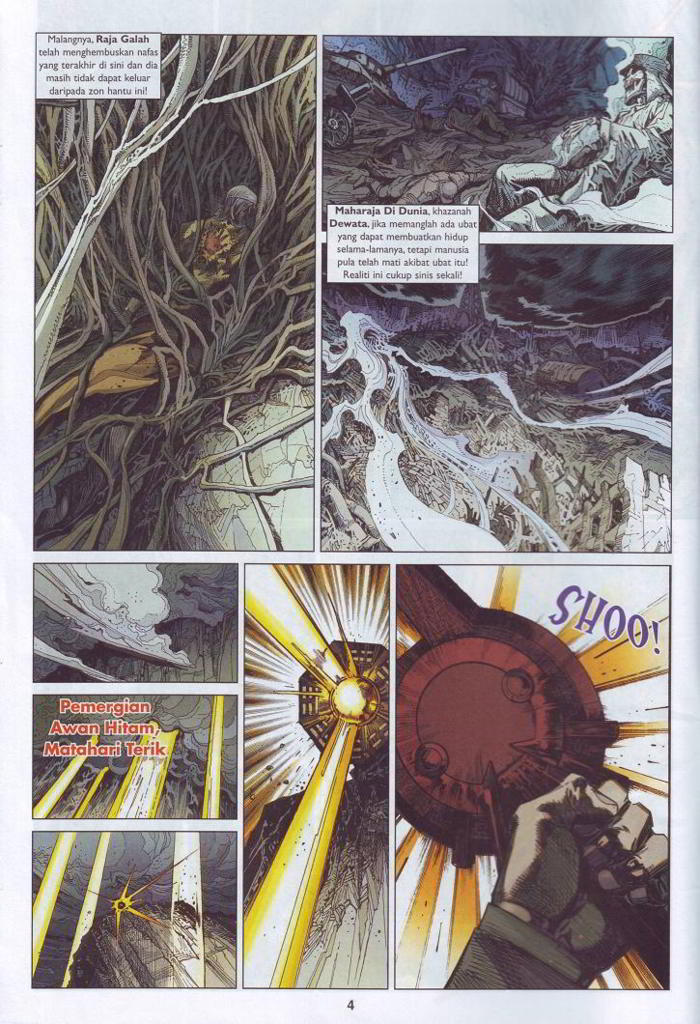 Malangnya, Raja Galah
telah menghembuskan nafas
yang terakhir di sini dan dia
masih tidak dapat keluar
daripada zon hantu ini!
Maharaja Di Dunia, khazanah
Dewata, jika memanglah ada ubat
yang dapat membuatkan hidup
selama-lamanya, tetapi manusia
pula telah mati akibat ubat itu!
Realiti ini cukup sinis sekali!
Pemergian
Awan Hitam,
Matahari Terik
SHOO!
4